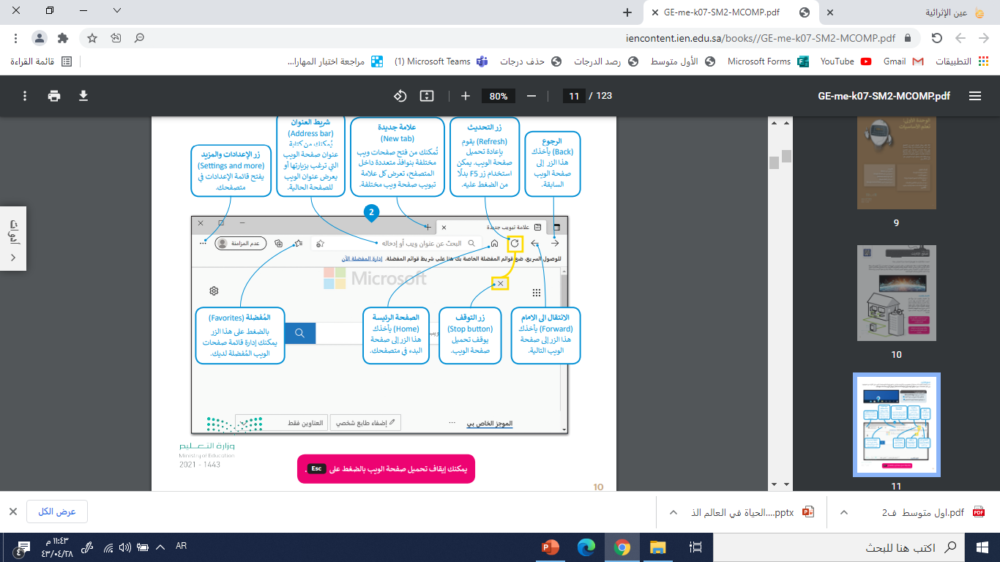 عين الإثرائية
GE-me-k07-SM2-MCOMP.pdf
iencontent.ien.edu.sa/books//GE-me-k07-SM2-MCOMP.pdf
التطبيقات
Gmail
YouTube
Microsoft Forms
الأول متوسط
رصد الدرجات
حذف درجات
(1) Microsoft Teams
مراجعة اختبار المهارا...
قائمة القراءة
GE-me-k07-SM2-MCOMP.pdf
11 / 123
80%
الرجوع
(Back) يأخذك
هذا الزر إلى
صفحة الويب
السابقة.
زر التحديث
(Refresh) يقوم
بإعادة تحميل
صفحة الويب. يمكن
استخدام زر F5 بدلًا
من الضغط عليه.
علامة جديدة
(New tab)
تُمكنك من فتح صفحات ويب
مختلفة بنوافذ متعددة داخل
المتصفح، تعرض كل علامة
تبويب صفحة ويب مختلفة.
شريط العنوان
(Address bar)
يُمكنك من كتابة
عنوان صفحة الويب
التي ترغب بزيارتها أو
يعرض عنوان الويب
للصفحة الحالية.
زر الإعدادات والمزيد
(Settings and more)
يفتح قائمة الإعدادات في
متصفحك.
2
علامة تبويب جديدة
البحث عن عنوان ويب أو إدخاله
عدم المزامنة
للوصول السريع، ضع قوائم المفضلة الخاصة بك هنا على شريط قوائم المفضلة. إدارة المفضلة الآن
Microsoft
الانتقال الى الامام
(Forward) يأخذك
هذا الزر إلى صفحة
الويب التالية.
زر التوقف
(Stop button)
يوقف تحميل
صفحة الويب.
الصفحة الرئيسة
(Home) يأخذك
هذا الزر إلى صفحة
البدء في متصفحك.
المُفضلة (Favorites)
بالضغط على هذا الزر
يمكنك إدارة قائمة صفحات
الويب المُفضلة لديك.
الموجز الخاص بي
إضفاء طابع شخصي
العناوين فقط
وزارة التعليم
Ministry of Education
2021 - 1443
يمكنك إيقاف تحميل صفحة الويب بالضغط على Esc.
10
الوحدة الأولى:
تعلم الأساسيات
9
10
11
اول متوسط ف2.pdf
الحياة في العالم الذ....pptx
عرض الكل
اكتب هنا للبحث
AR
١١:٤٣ م
٤٣/٠٤/٢٨
٤